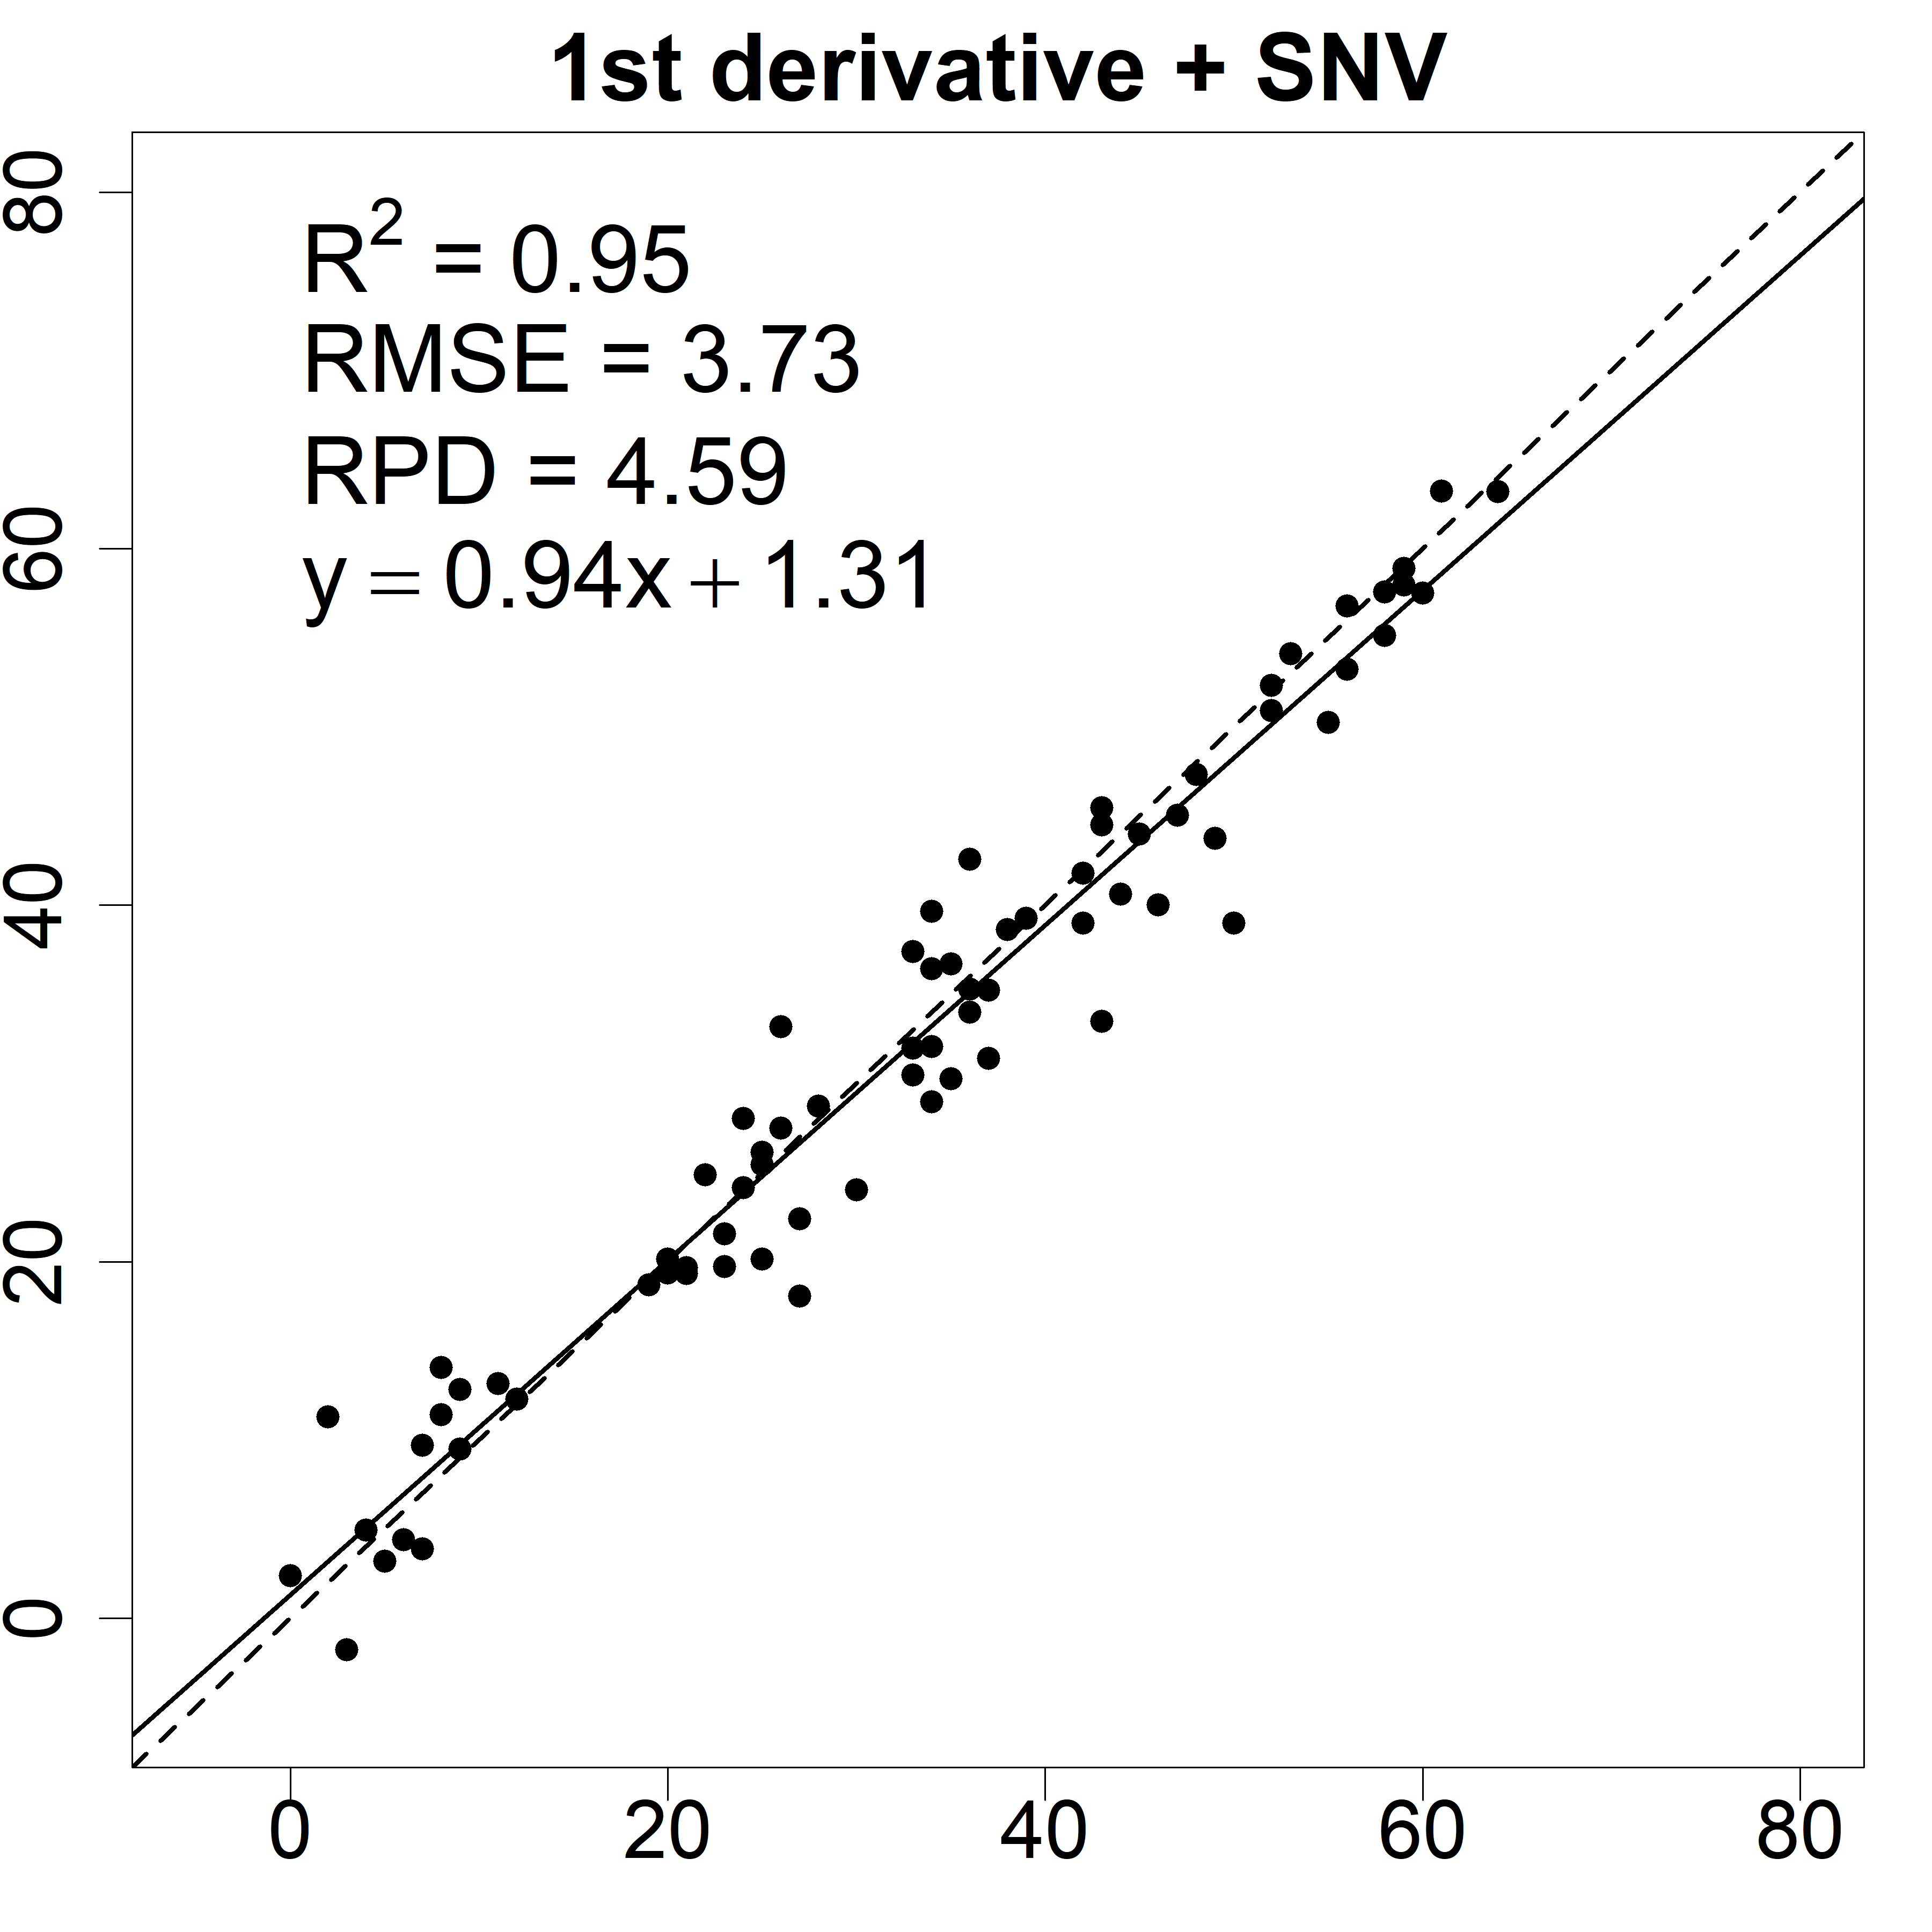 1st derivative + SNV
R² = 0.95
RMSE = 3.73
RPD = 4.59
y = 0.94x + 1.31
80
60
40
20
0
0 20 40 60 80